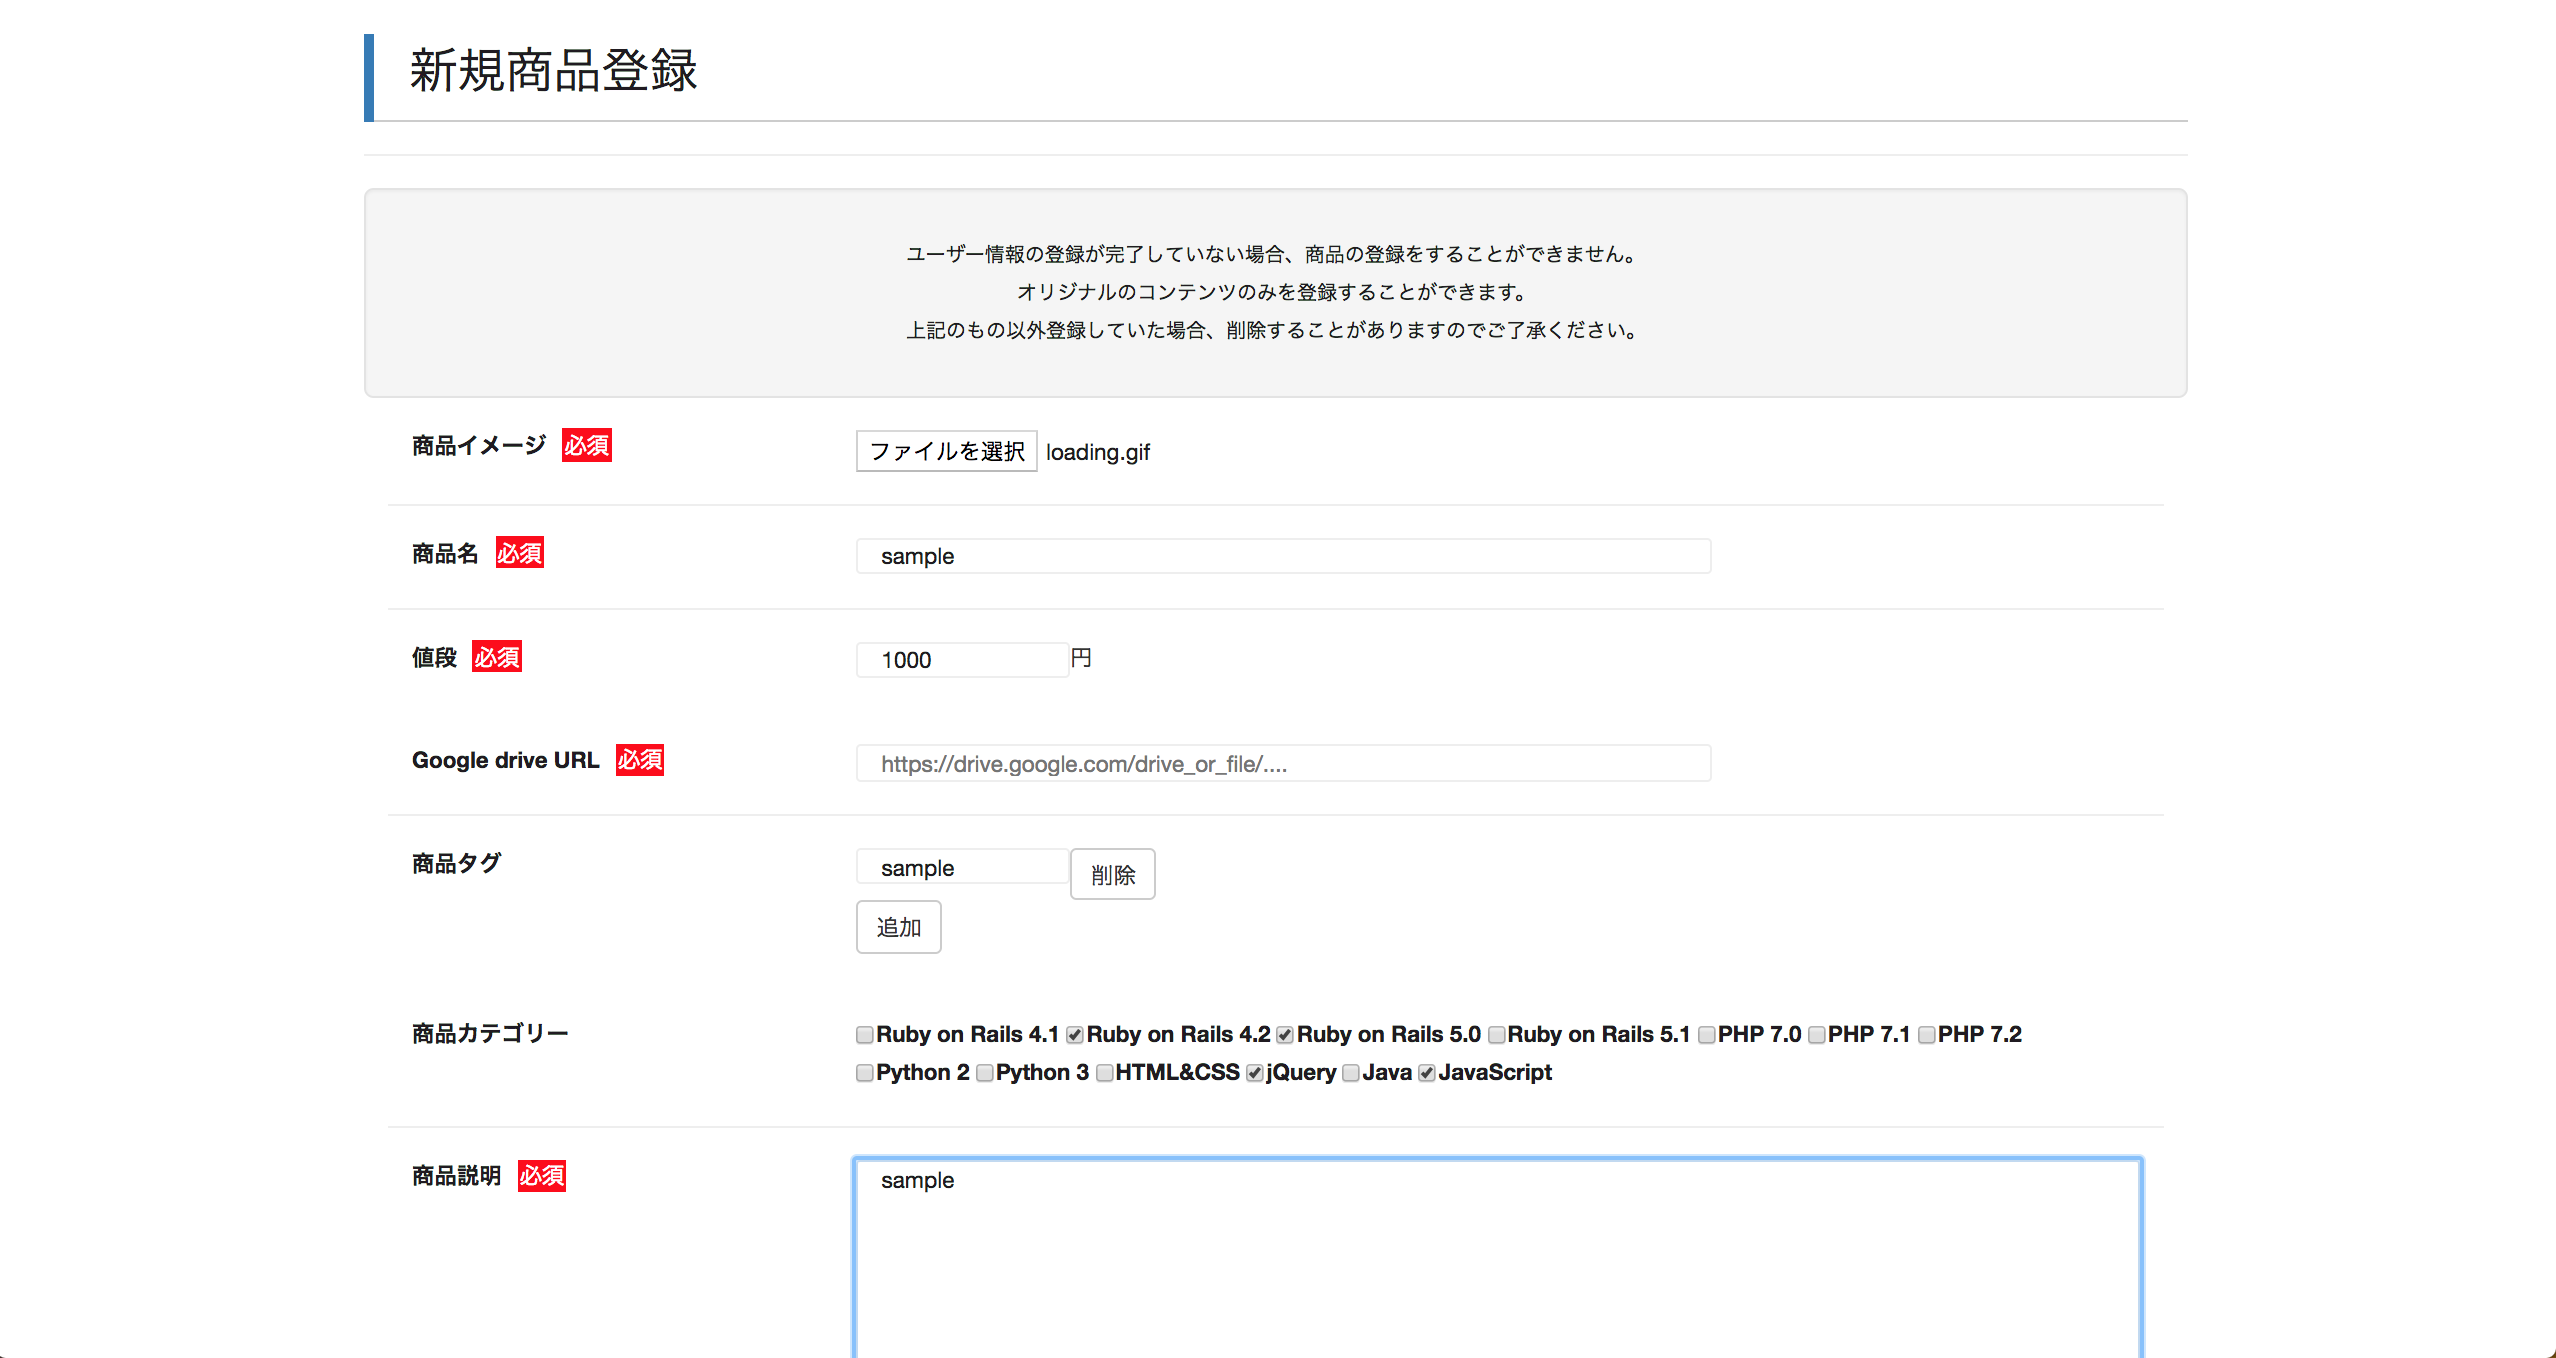 新規商品登録
ユーザー情報の登録が完了していない場合、商品の登録をすることができません。
オリジナルのコンテンツのみを登録することができます。
上記のもの以外登録していた場合、削除することがありますのでご了承ください。
商品イメージ 必須 ファイルを選択 loading.gif
商品名 必須 sample
値段 必須 1000 円
Google drive URL 必須 https://drive.google.com/drive_or_file/....
商品タグ sample 削除
追加
商品カテゴリー Ruby on Rails 4.1 Ruby on Rails 4.2 Ruby on Rails 5.0 Ruby on Rails 5.1 PHP 7.0 PHP 7.1 PHP 7.2
Python 2 Python 3 HTML&CSS jQuery Java JavaScript
商品説明 必須 sample